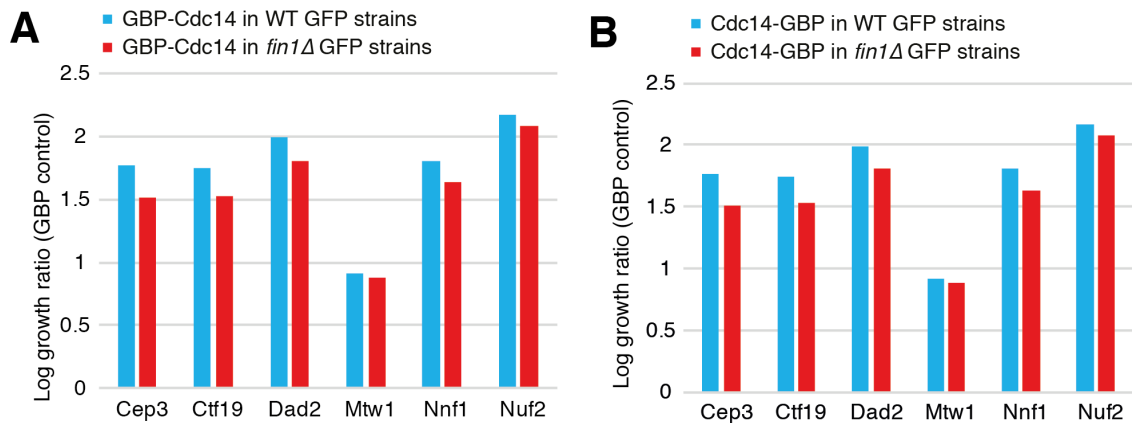 A
GBP-Cdc14 in WT GFP strains
GBP-Cdc14 in fin1Δ GFP strains
Log growth ratio (GBP control)
2.5
2
1.5
1
0.5
0
Cep3 Ctf19 Dad2 Mtw1 Nnf1 Nuf2
B
Cdc14-GBP in WT GFP strains
Cdc14-GBP in fin1Δ GFP strains
Log growth ratio (GBP control)
2.5
2
1.5
1
0.5
0
Cep3 Ctf19 Dad2 Mtw1 Nnf1 Nuf2